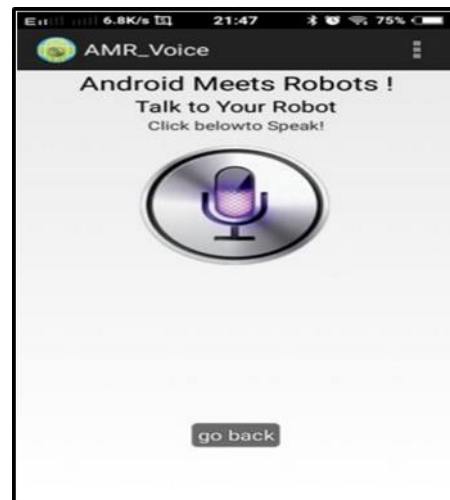 6.8K/s 21:47 75%
AMR_Voice
Android Meets Robots !
Talk to Your Robot
Click belowto Speak!
go back